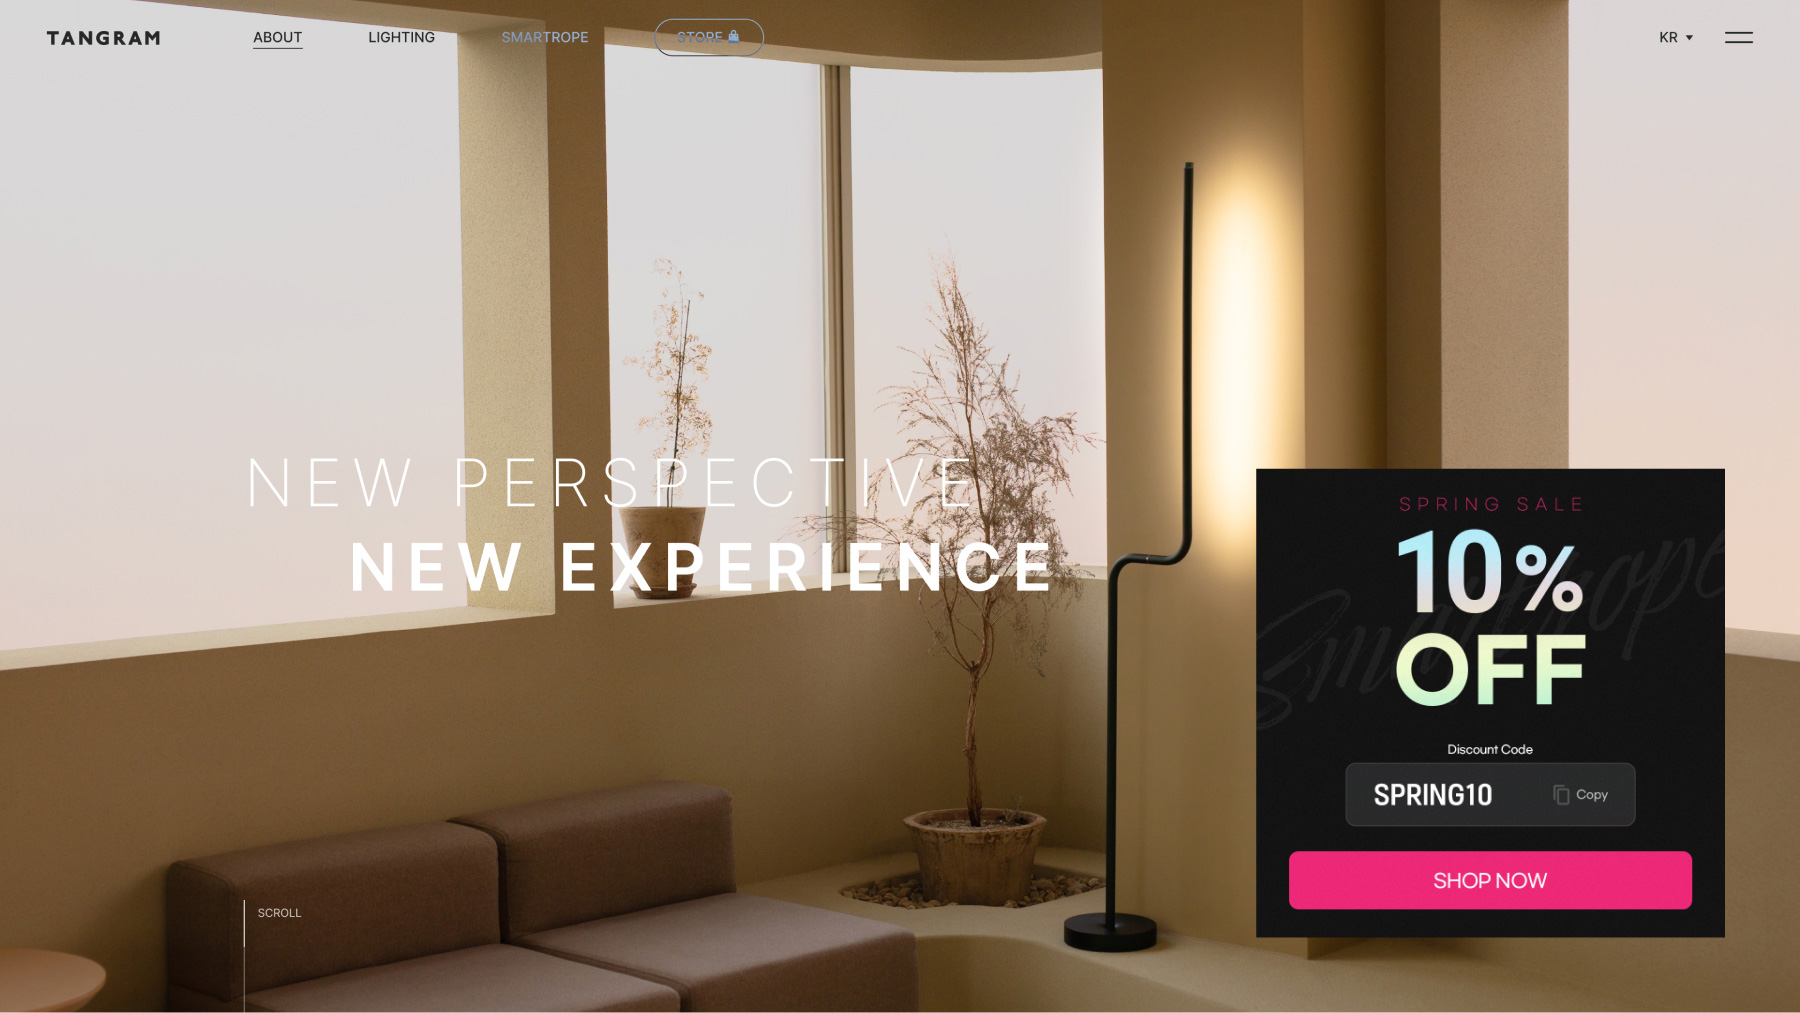 TANGRAM
ABOUT
LIGHTING
SMARTROPE
STORE
KR
NEW PERSPECTIVE
NEW EXPERIENCE
SCROLL
SPRING SALE
Smartrope
10%
OFF
Discount Code
SPRING10
Copy
SHOP NOW